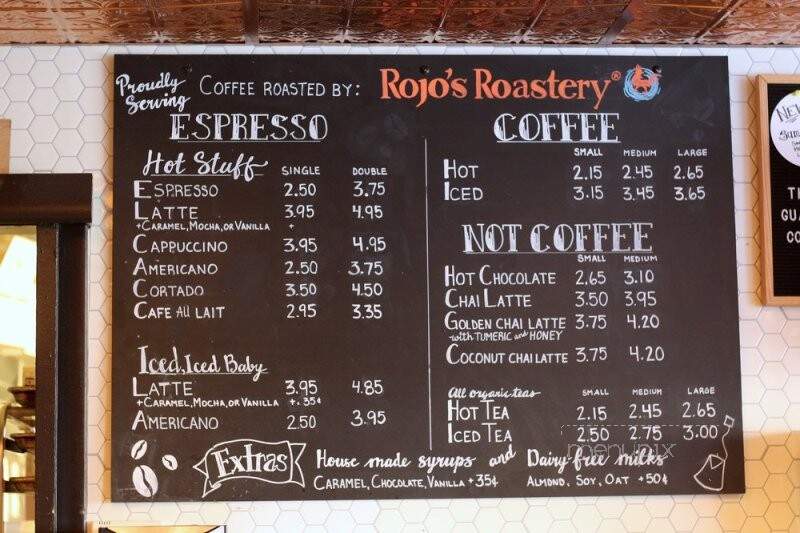 Proudly Serving COFFEE ROASTED BY: Rojo's Roastery®
ESPRESSO
Hot Stuff SINGLE DOUBLE
ESPRESSO 2.50 3.75
LATTE 3.95 4.95
+CARAMEL, MOCHA, OR VANILLA +
CAPPUCCINO 3.95 4.95
AMERICANO 2.50 3.75
CORTADO 3.50 4.50
CAFE AU LAIT 2.95 3.35
Iced, Iced Baby
LATTE 3.95 4.85
+CARAMEL, MOCHA, OR VANILLA +.35¢
AMERICANO 2.50 3.95
COFFEE
SMALL MEDIUM LARGE
HOT 2.15 2.45 2.65
ICED 3.15 3.45 3.65
NOT COFFEE
SMALL MEDIUM
HOT CHOCOLATE 2.65 3.10
CHAI LATTE 3.50 3.95
GOLDEN CHAI LATTE 3.75 4.20
with TUMERIC and HONEY
COCONUT CHAI LATTE 3.75 4.20
All organic teas SMALL MEDIUM LARGE
HOT TEA 2.15 2.45 2.65
ICED TEA 2.50 2.75 3.00
menupix
Extras House made syrups and Dairy free milks
CARAMEL, CHOCOLATE, VANILLA +35¢ ALMOND, SOY, OAT +50¢
NEW